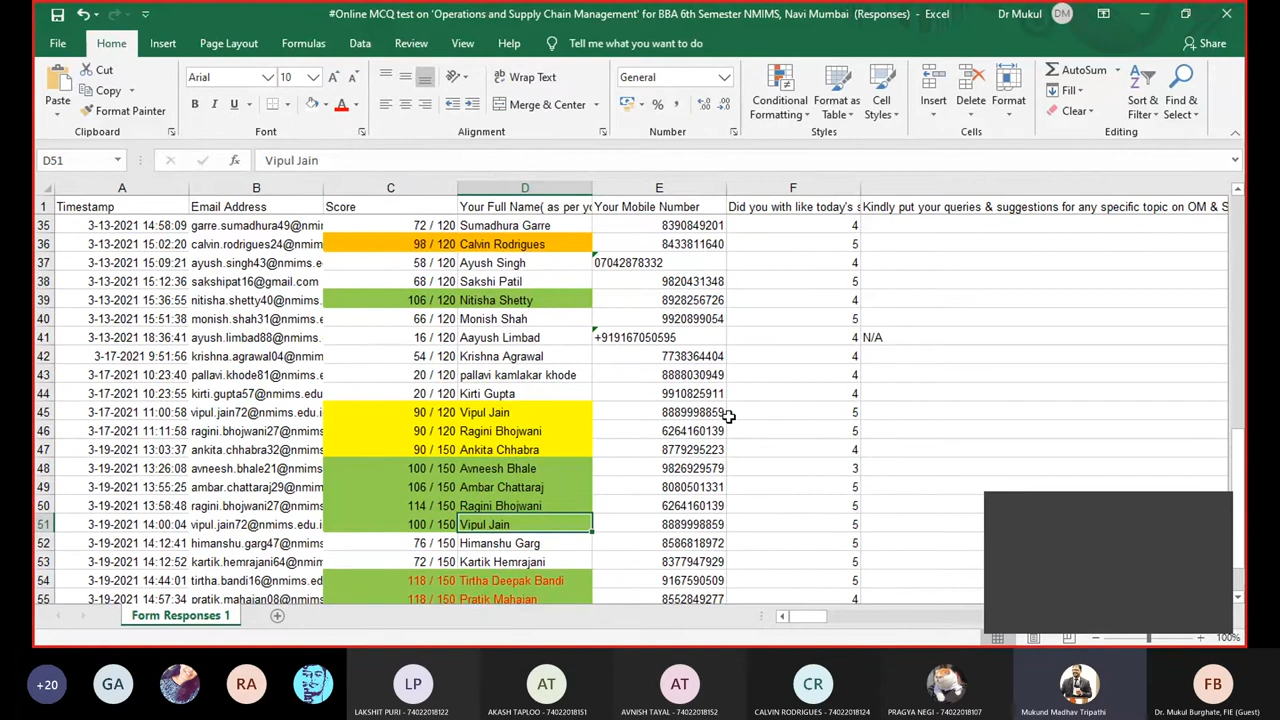 #Online MCQ test on 'Operations and Supply Chain Management' for BBA 6th Semester NMIMS, Navi Mumbai (Responses) - Excel
Dr Mukul DM
File Home Insert Page Layout Formulas Data Review View Help Tell me what you want to do Share
Paste
Cut
Copy
Format Painter
Clipboard
Arial 10
B I U A
Font
Wrap Text
Merge & Center
Alignment
General
%
Number
Conditional Formatting
Format as Table
Cell Styles
Styles
Insert
Delete
Format
Cells
AutoSum
Fill
Clear
Sort & Filter
Find & Select
Editing
D51 fx Vipul Jain
A B C D E F
1 Timestamp Email Address Score Your Full Name( as per yo Your Mobile Number Did you with like today's s Kindly put your queries & suggestions for any specific topic on OM & S
35 3-13-2021 14:58:09 garre.sumadhura49@nmin 72 / 120 Sumadhura Garre 8390849201 4
36 3-13-2021 15:02:20 calvin.rodrigues24@nmims 98 / 120 Calvin Rodrigues 8433811640 5
37 3-13-2021 15:09:21 ayush.singh43@nmims.e 58 / 120 Ayush Singh 07042878332 4
38 3-13-2021 15:12:36 sakshipat16@gmail.com 68 / 120 Sakshi Patil 9820431348 5
39 3-13-2021 15:36:55 nitisha.shetty40@nmims. 106 / 120 Nitisha Shetty 8928256726 4
40 3-13-2021 15:51:38 monish.shah31@nmims.e 66 / 120 Monish Shah 9920899054 5
41 3-13-2021 18:36:41 ayush.limbad88@nmims. 16 / 120 Aayush Limbad +919167050595 4 N/A
42 3-17-2021 9:51:56 krishna.agrawal04@nmim 54 / 120 Krishna Agrawal 7738364404 4
43 3-17-2021 10:23:40 pallavi.khode81@nmims.e 20 / 120 pallavi kamlakar khode 8888030949 4
44 3-17-2021 10:23:55 kirti.gupta57@nmims.edu 20 / 120 Kirti Gupta 9910825911 4
45 3-17-2021 11:00:58 vipul.jain72@nmims.edu.i 90 / 120 Vipul Jain 8889998859 5
46 3-17-2021 11:11:58 ragini.bhojwani27@nmims 90 / 120 Ragini Bhojwani 6264160139 5
47 3-19-2021 13:03:37 ankita.chhabra32@nmims 90 / 150 Ankita Chhabra 8779295223 4
48 3-19-2021 13:26:08 avneesh.bhale21@nmims 100 / 150 Avneesh Bhale 9826929579 3
49 3-19-2021 13:55:25 ambar.chattaraj29@nmims 106 / 150 Ambar Chattaraj 8080501331 5
50 3-19-2021 13:58:48 ragini.bhojwani27@nmims 114 / 150 Ragini Bhojwani 6264160139 5
51 3-19-2021 14:00:04 vipul.jain72@nmims.edu.i 100 / 150 Vipul Jain 8889998859 5
52 3-19-2021 14:12:41 himanshu.garg47@nmims 76 / 150 Himanshu Garg 8586818972 5
53 3-19-2021 14:12:52 kartik.hemrajani64@nmims 72 / 150 Kartik Hemrajani 8377947929 5
54 3-19-2021 14:44:01 tirtha.bandi16@nmims.ed 118 / 150 Tirtha Deepak Bandi 9167590509 5
55 3-19-2021 14:57:34 pratik.mahajan08@nmims 118 / 150 Pratik Mahajan 8552849277 4
Form Responses 1
100%
+20 GA RA LP AT AT CR FB
LAKSHIT PURI - 74022018122 AKASH TAPLOO - 74022018151 AVNISH TAYAL - 74022018152 CALVIN RODRIGUES - 74022018124 PRAGYA NEGI - 74022018107 Mukund Madhav Tripathi Dr. Mukul Burghate, FIE (Guest)